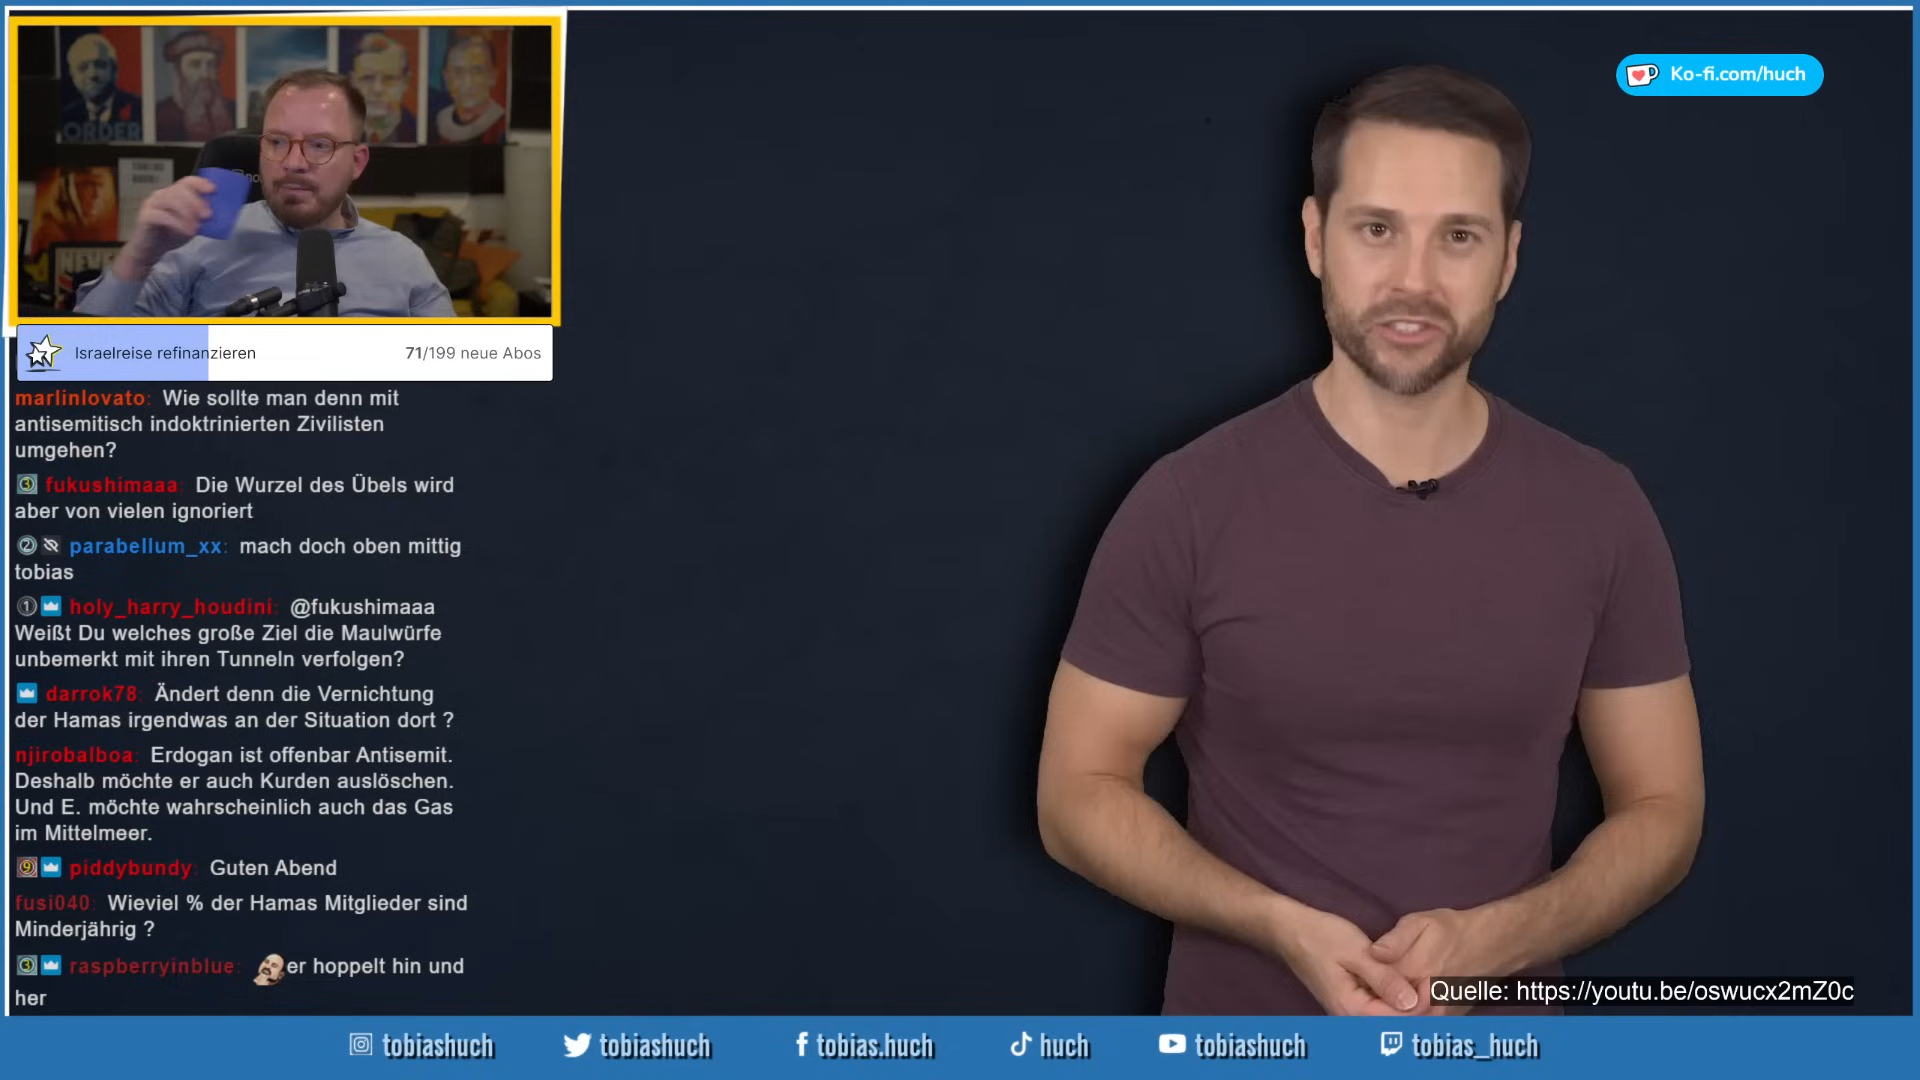 ORDER
Ko-fi.com/huch
Israelreise refinanzieren
71/199 neue Abos
marlinlovato: Wie sollte man denn mit
antisemitisch indoktrinierten Zivilisten
umgehen?
fukushimaaa: Die Wurzel des Übels wird
aber von vielen ignoriert
parabellum_xx: mach doch oben mittig
tobias
holy_harry_houdini: @fukushimaaa
Weißt Du welches große Ziel die Maulwürfe
unbemerkt mit ihren Tunneln verfolgen?
darrok78: Ändert denn die Vernichtung
der Hamas irgendwas an der Situation dort ?
njirobalboa: Erdogan ist offenbar Antisemit.
Deshalb möchte er auch Kurden auslöschen.
Und E. möchte wahrscheinlich auch das Gas
im Mittelmeer.
piddybundy: Guten Abend
fusi040: Wieviel % der Hamas Mitglieder sind
Minderjährig ?
raspberryinblue: er hoppelt hin und
her
Quelle: https://youtu.be/oswucx2mZ0c
tobiashuch tobiashuch tobias.huch huch tobiashuch tobias_huch